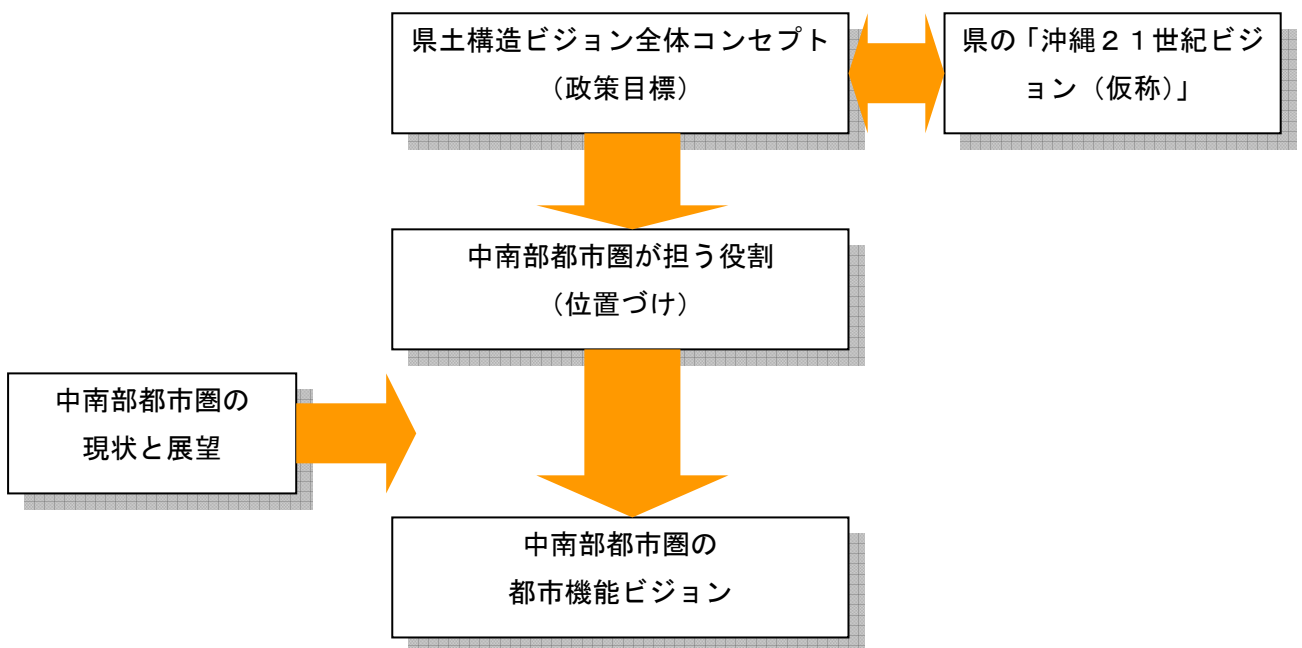 県土構造ビジョン全体コンセプト
（政策目標）
県の「沖縄２１世紀ビジ
ョン（仮称）」
中南部都市圏が担う役割
（位置づけ）
中南部都市圏の
現状と展望
中南部都市圏の
都市機能ビジョン